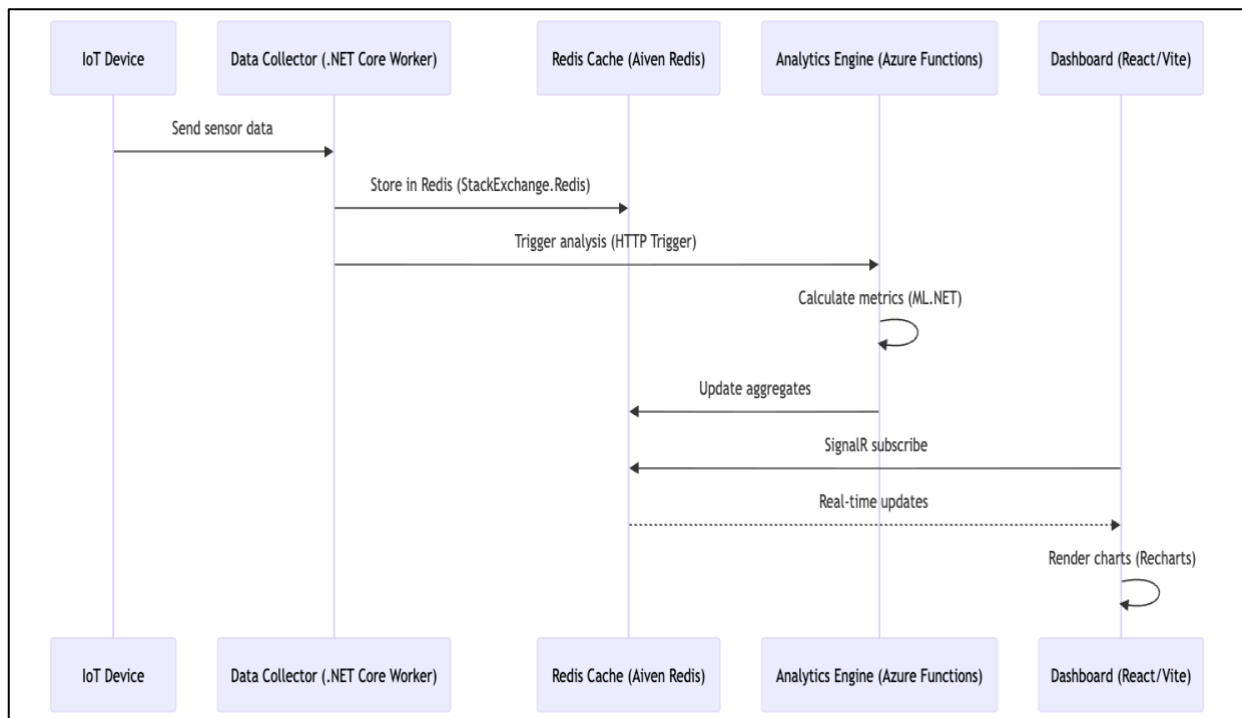 IoT Device
Data Collector (.NET Core Worker)
Redis Cache (Aiven Redis)
Analytics Engine (Azure Functions)
Dashboard (React/Vite)
Send sensor data
Store in Redis (StackExchange.Redis)
Trigger analysis (HTTP Trigger)
Calculate metrics (ML.NET)
Update aggregates
SignalR subscribe
Real-time updates
Render charts (Recharts)
IoT Device
Data Collector (.NET Core Worker)
Redis Cache (Aiven Redis)
Analytics Engine (Azure Functions)
Dashboard (React/Vite)